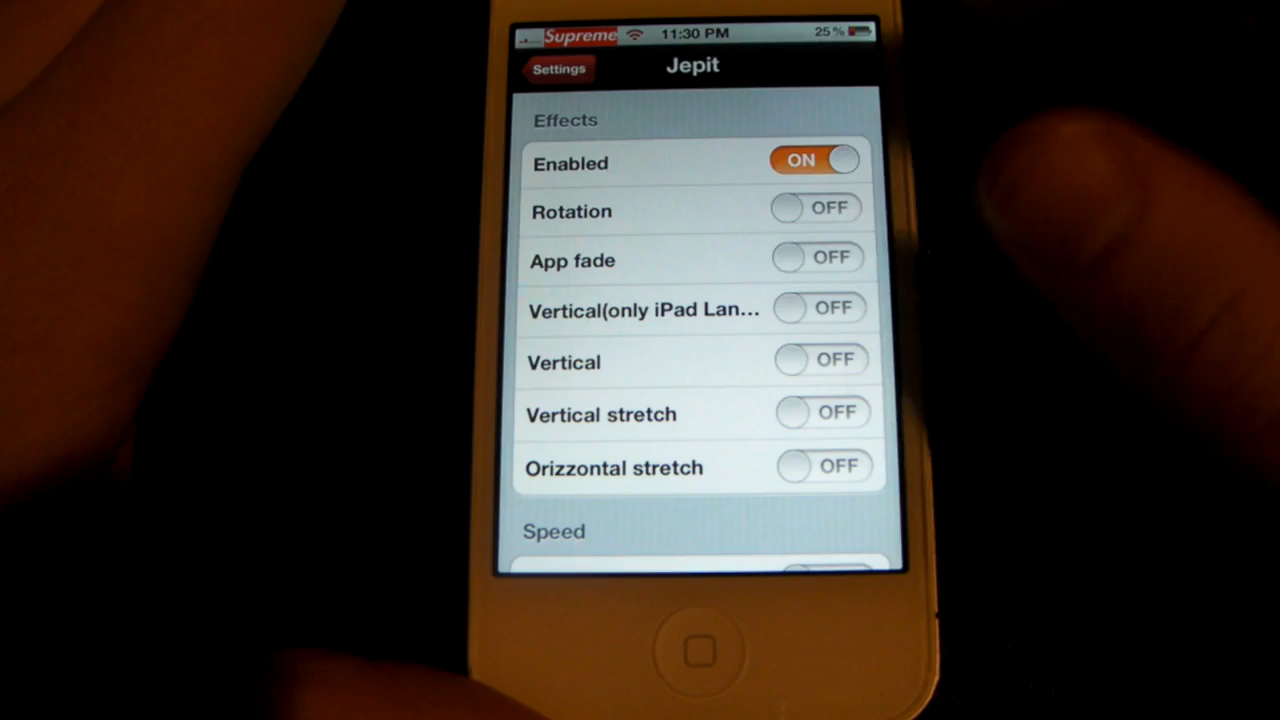 Supreme 11:30 PM 25%
Settings Jepit
Effects
Enabled ON
Rotation OFF
App fade OFF
Vertical(only iPad Lan... OFF
Vertical OFF
Vertical stretch OFF
Orizzontal stretch OFF
Speed